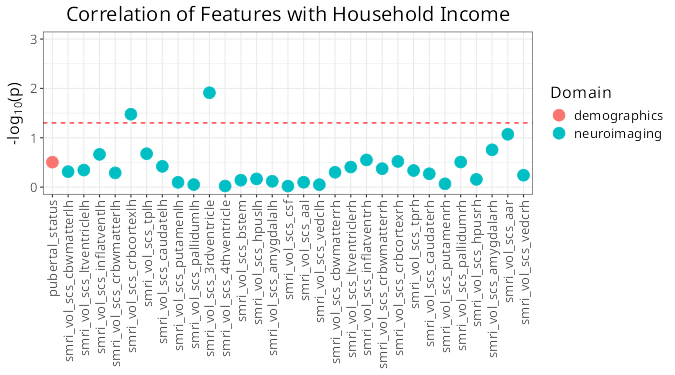 Correlation of Features with Household Income
-log10(p)
3
2
1
0
pubertal_status
smri_vol_scs_cbwmatterlh
smri_vol_scs_ltventriclelh
smri_vol_scs_inflatventlh
smri_vol_scs_crbwmatterlh
smri_vol_scs_crbcortexlh
smri_vol_scs_tplh
smri_vol_scs_caudatelh
smri_vol_scs_putamenlh
smri_vol_scs_pallidumlh
smri_vol_scs_3rdventricle
smri_vol_scs_4thventricle
smri_vol_scs_bstem
smri_vol_scs_hpuslh
smri_vol_scs_amygdalalh
smri_vol_scs_csf
smri_vol_scs_aal
smri_vol_scs_vedclh
smri_vol_scs_cbwmatterrh
smri_vol_scs_ltventriclerh
smri_vol_scs_inflatventrh
smri_vol_scs_crbwmatterrh
smri_vol_scs_crbcortexrh
smri_vol_scs_tprh
smri_vol_scs_caudaterh
smri_vol_scs_putamenrh
smri_vol_scs_pallidumrh
smri_vol_scs_hpusrh
smri_vol_scs_amygdalarh
smri_vol_scs_aar
smri_vol_scs_vedcrh
Domain
demographics
neuroimaging